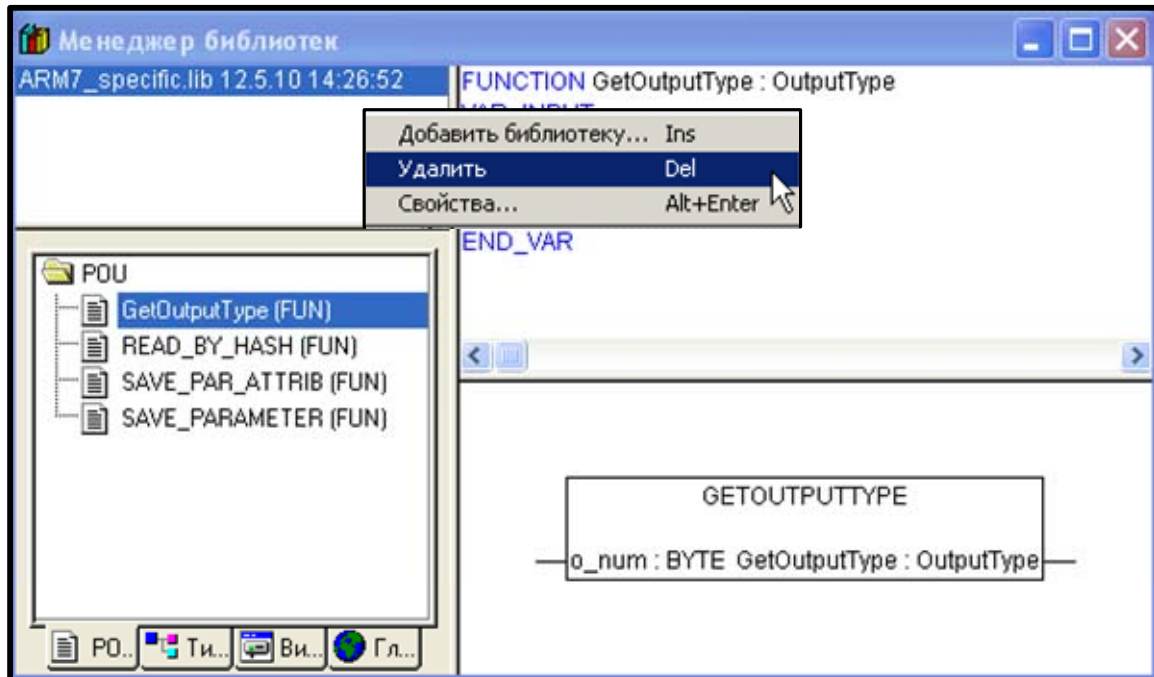 Менеджер библиотек
ARM7_specific.lib 12.5.10 14:26:52
FUNCTION GetOutputType : OutputType
VAR_INPUT
Добавить библиотеку... Ins
Удалить Del
Свойства... Alt+Enter
END_VAR
POU
GetOutputType (FUN)
READ_BY_HASH (FUN)
SAVE_PAR_ATTRIB (FUN)
SAVE_PARAMETER (FUN)
GETOUTPUTTYPE
o_num : BYTE GetOutputType : OutputType
PO.. Ти... Ви... Гл...